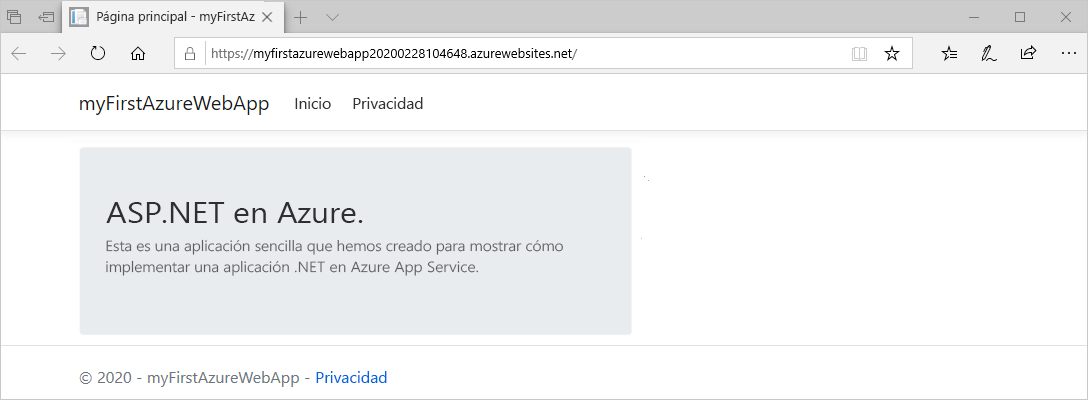 Página principal - myFirstAz
https://myfirstazurewebapp20200228104648.azurewebsites.net/
myFirstAzureWebApp Inicio Privacidad
ASP.NET en Azure.
Esta es una aplicación sencilla que hemos creado para mostrar cómo
implementar una aplicación .NET en Azure App Service.
© 2020 - myFirstAzureWebApp - Privacidad